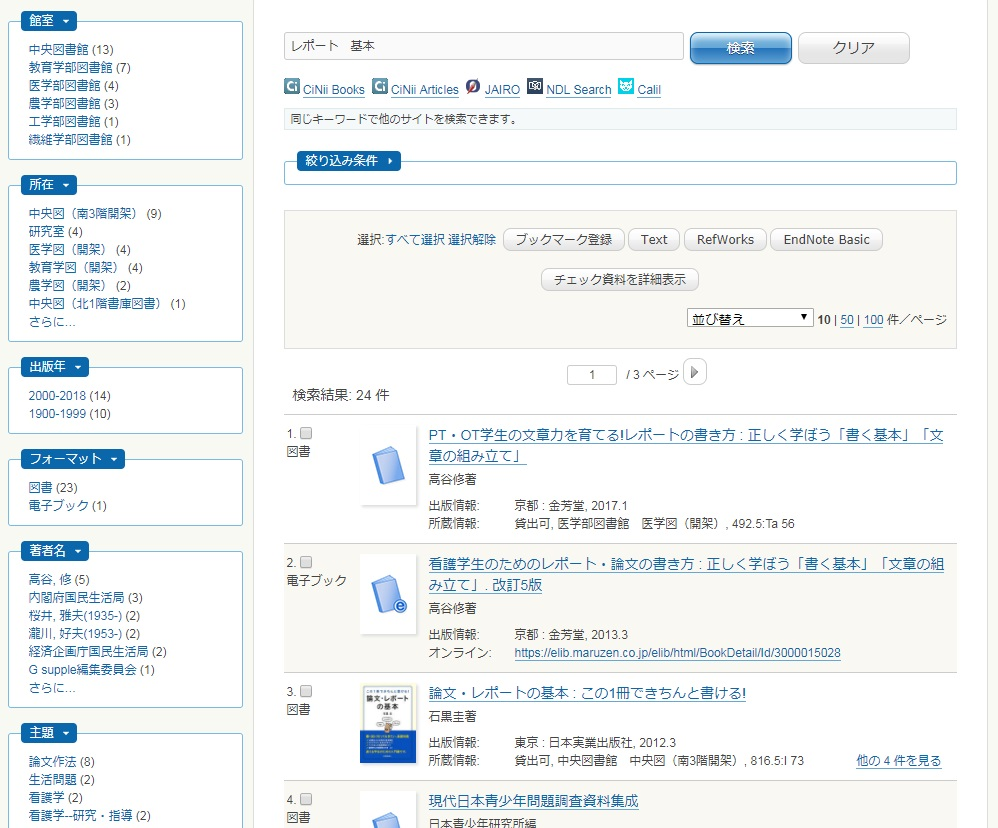 館室
中央図書館 (13)
教育学部図書館 (7)
医学部図書館 (4)
農学部図書館 (3)
工学部図書館 (1)
繊維学部図書館 (1)
所在
中央図（南3階開架） (9)
研究室 (4)
医学図（開架） (4)
教育学図（開架） (4)
農学図（開架） (2)
中央図（北1階書庫図書） (1)
さらに...
出版年
2000-2018 (14)
1900-1999 (10)
フォーマット
図書 (23)
電子ブック (1)
著者名
高谷, 修 (5)
内閣府国民生活局 (3)
桜井, 雅夫(1935-) (2)
瀧川, 好夫(1953-) (2)
経済企画庁国民生活局 (2)
G supple編集委員会 (1)
さらに...
主題
論文作法 (8)
生活問題 (2)
看護学 (2)
看護学--研究・指導 (2)
レポート　基本
検索
クリア
CiNii Books CiNii Articles JAIRO NDL Search Calil
同じキーワードで他のサイトを検索できます。
絞り込み条件
選択:すべて選択 選択解除 ブックマーク登録 Text RefWorks EndNote Basic
チェック資料を詳細表示
並び替え 10 | 50 | 100 件／ページ
1 / 3 ページ
検索結果: 24 件
1.
図書
PT・OT学生の文章力を育てる!レポートの書き方 : 正しく学ぼう「書く基本」「文
章の組み立て」
高谷修著
出版情報: 京都 : 金芳堂, 2017.1
所蔵情報: 貸出可, 医学部図書館　医学図（開架）, 492.5:Ta 56
2.
電子ブック
看護学生のためのレポート・論文の書き方 : 正しく学ぼう「書く基本」「文章の組
み立て」. 改訂5版
高谷修著
出版情報: 京都 : 金芳堂, 2013.3
オンライン: https://elib.maruzen.co.jp/elib/html/BookDetail/Id/3000015028
3.
図書
論文・レポート
の基本
論文・レポートの基本 : この1冊できちんと書ける!
石黒圭著
出版情報: 東京 : 日本実業出版社, 2012.3
所蔵情報: 貸出可, 中央図書館　中央図（南3階開架）, 816.5:I 73 他の 4 件を見る
4.
図書
現代日本青少年問題調査資料集成
日本青少年研究所編